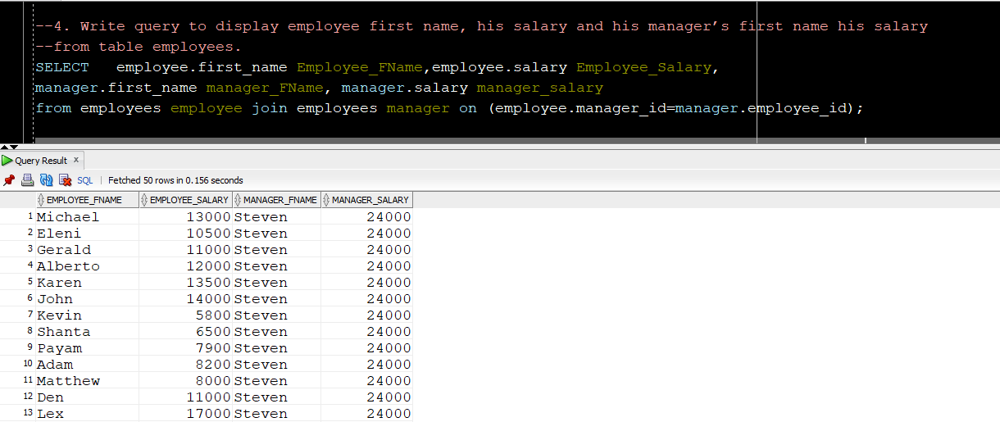 --4. Write query to display employee first name, his salary and his manager’s first name his salary
--from table employees.
SELECT   employee.first_name Employee_FName,employee.salary Employee_Salary,
manager.first_name manager_FName, manager.salary manager_salary
from employees employee join employees manager on (employee.manager_id=manager.employee_id);
Query Result x
SQL | Fetched 50 rows in 0.156 seconds
EMPLOYEE_FNAME EMPLOYEE_SALARY MANAGER_FNAME MANAGER_SALARY
1 Michael 13000 Steven 24000
2 Eleni 10500 Steven 24000
3 Gerald 11000 Steven 24000
4 Alberto 12000 Steven 24000
5 Karen 13500 Steven 24000
6 John 14000 Steven 24000
7 Kevin 5800 Steven 24000
8 Shanta 6500 Steven 24000
9 Payam 7900 Steven 24000
10 Adam 8200 Steven 24000
11 Matthew 8000 Steven 24000
12 Den 11000 Steven 24000
13 Lex 17000 Steven 24000